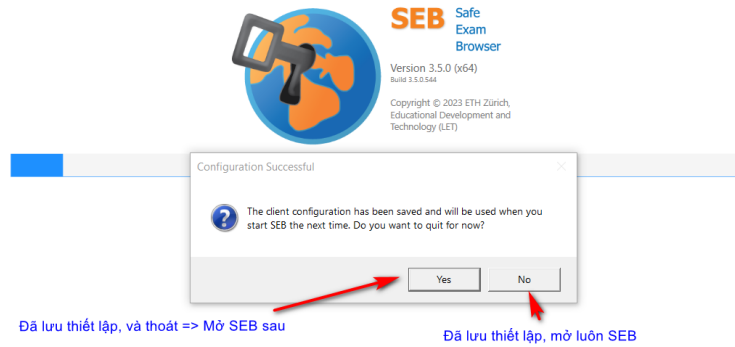 SEB Safe
Exam
Browser
Version 3.5.0 (x64)
Build 3.5.0.544
Copyright © 2023 ETH Zürich,
Educational Development and
Technology (LET)
Configuration Successful
The client configuration has been saved and will be used when you
start SEB the next time. Do you want to quit for now?
Yes No
Đã lưu thiết lập, và thoát => Mở SEB sau
Đã lưu thiết lập, mở luôn SEB